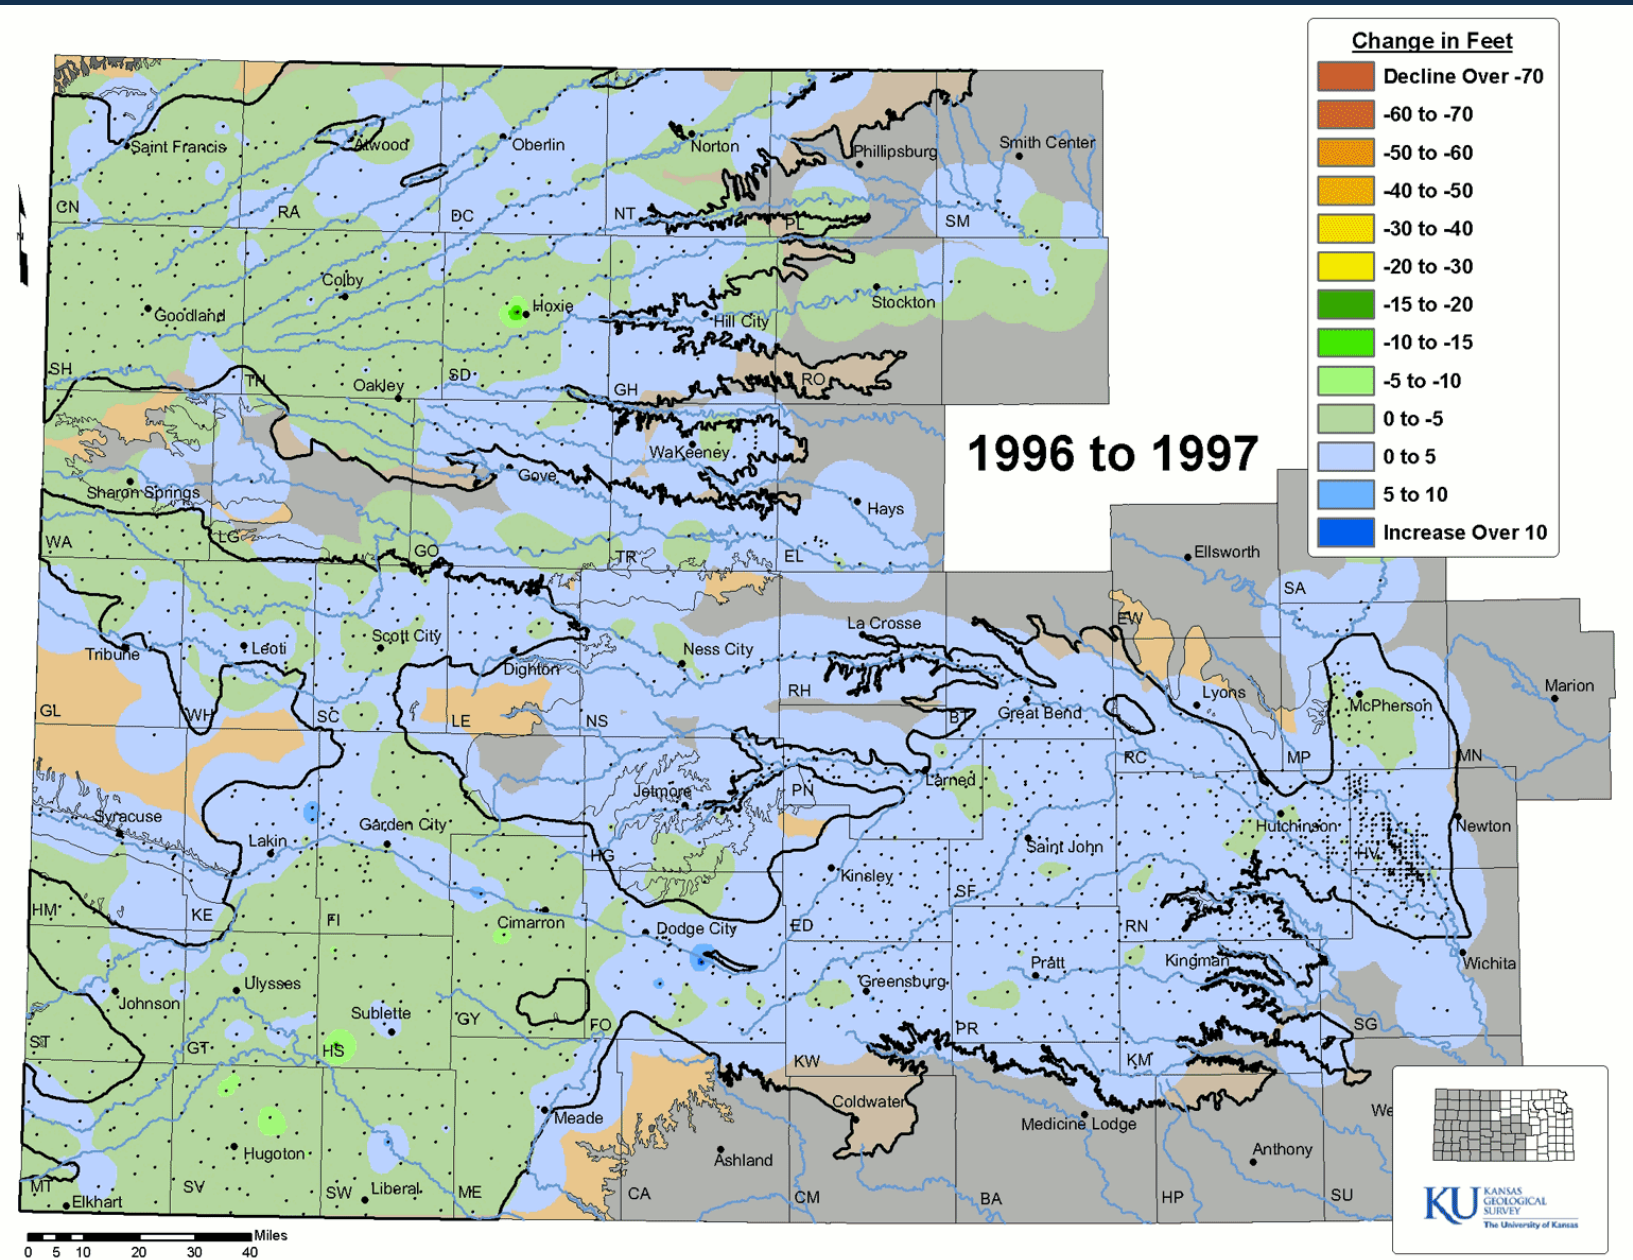 Change in Feet
Decline Over -70
-60 to -70
-50 to -60
-40 to -50
-30 to -40
-20 to -30
-15 to -20
-10 to -15
-5 to -10
0 to -5
0 to 5
5 to 10
Increase Over 10
1996 to 1997
N
Saint Francis
Atwood
Oberlin
Norton
Phillipsburg
Smith Center
CN
RA
DC
NT
PL
SM
Colby
Goodland
Hoxie
Hill City
Stockton
SH
TH
Oakley
SD
GH
RO
WaKeeney
Gove
Sharon Springs
Hays
WA
LG
GO
TR
EL
Ellsworth
SA
EW
La Crosse
Tribune
Leoti
Scott City
Dighton
Ness City
RH
Great Bend
Lyons
McPherson
Marion
GL
WH
SC
LE
NS
BT
RC
MP
MN
Larned
Jetmore
PN
Syracuse
Lakin
Garden City
Hutchinson
Newton
HG
Saint John
HV
Kinsley
SF
HM
KE
FI
Cimarron
Dodge City
ED
RN
Kingman
Wichita
Pratt
Greensburg
Johnson
Ulysses
Sublette
GY
FO
PR
SG
ST
GT
HS
KW
KM
Meade
Coldwater
Medicine Lodge
We
Hugoton
Ashland
Anthony
MT
Elkhart
SV
SW
Liberal
ME
CA
CM
BA
HP
SU
KU KANSAS
GEOLOGICAL
SURVEY
The University of Kansas
Miles
0 5 10 20 30 40